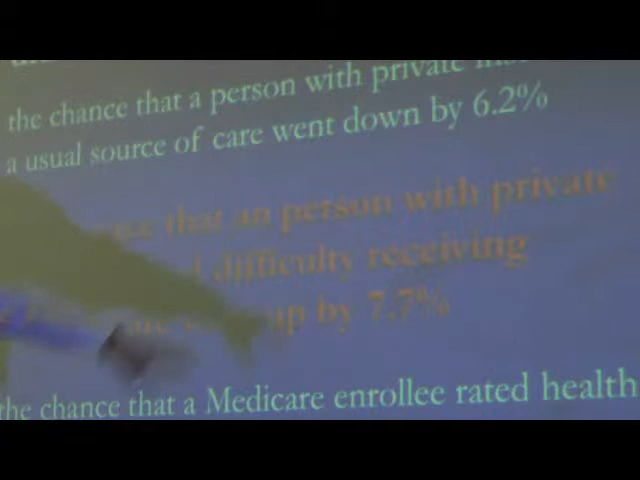 the chance that a person with private
a usual source of care went down by 6.2%
that an person with private
difficulty receiving
up by 7.7%
the chance that a Medicare enrollee rated health